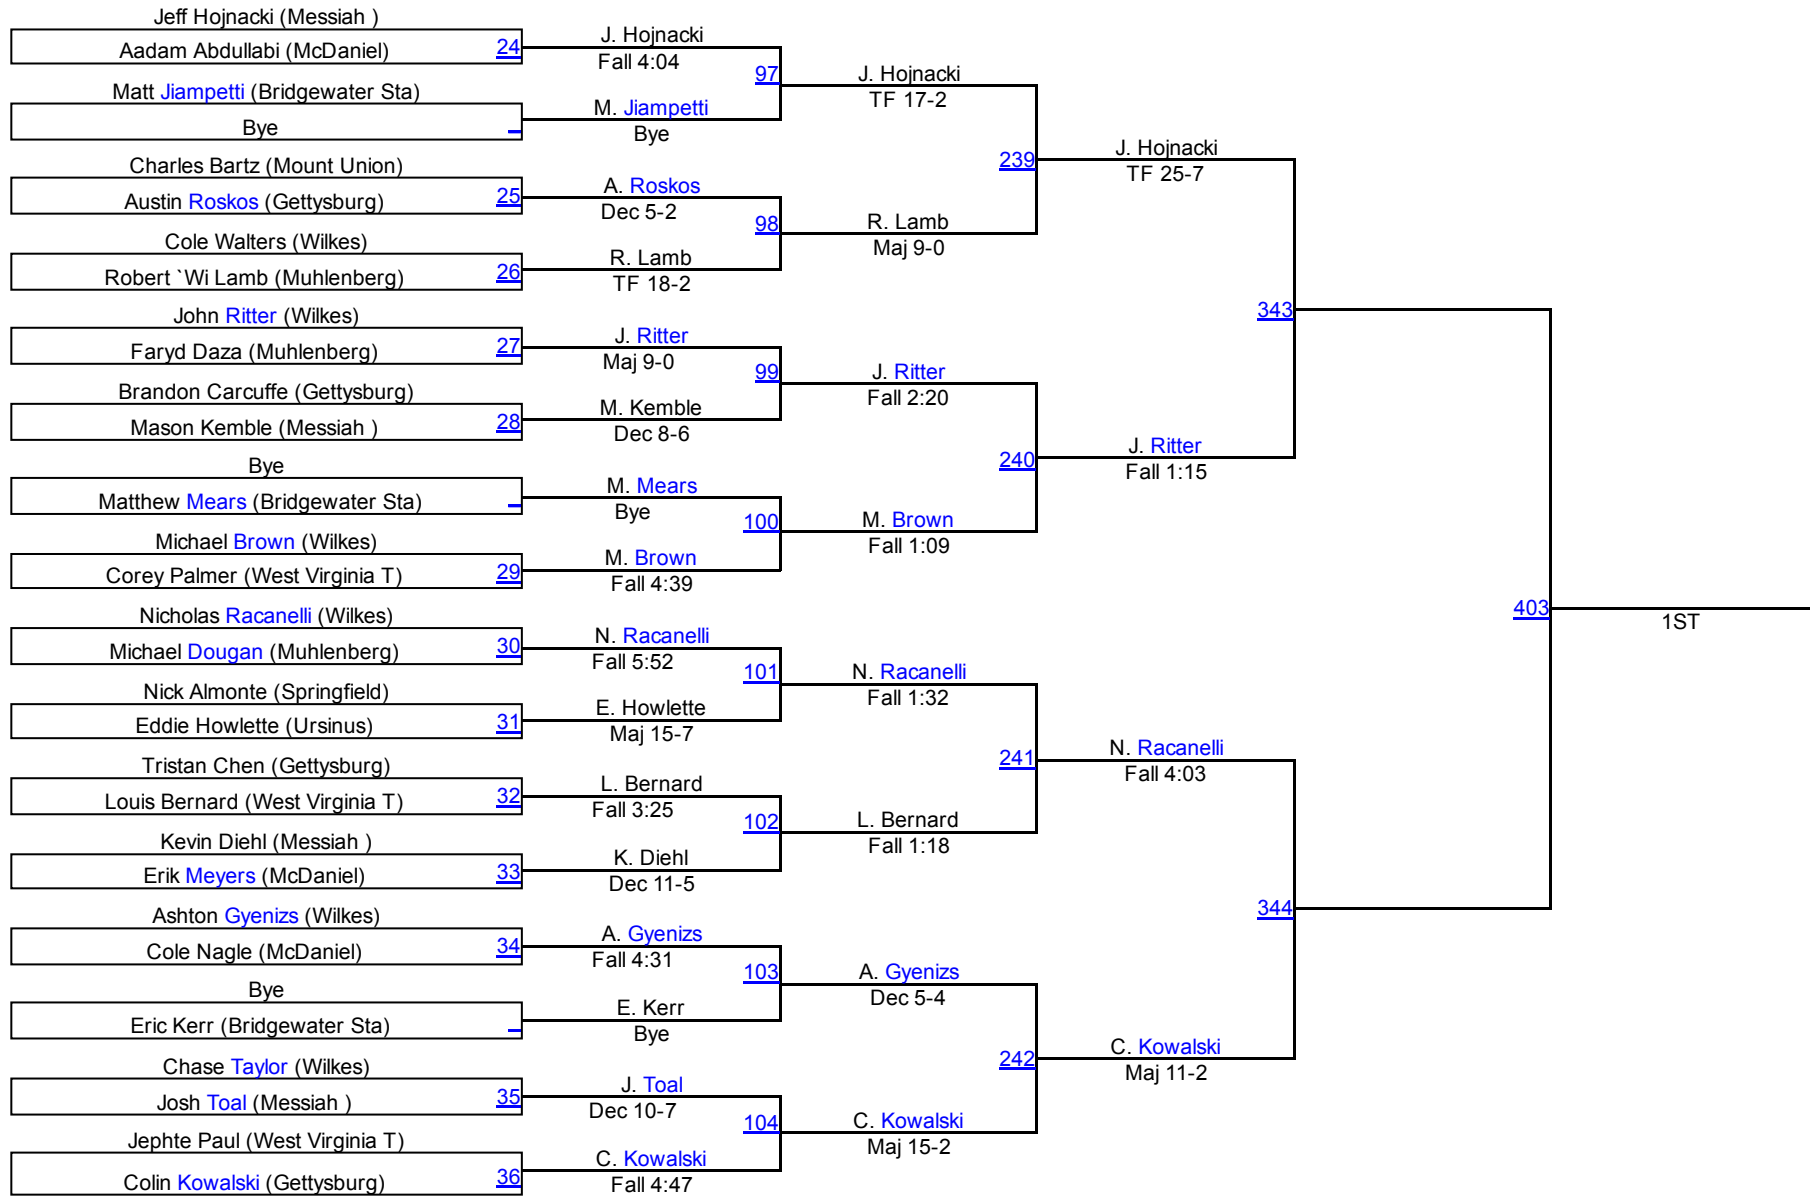 Jeff Hojnacki (Messiah )
Aadam Abdullabi (McDaniel) 24
Matt Jiampetti (Bridgewater Sta)
Bye
Charles Bartz (Mount Union)
Austin Roskos (Gettysburg) 25
Cole Walters (Wilkes)
Robert `Wi Lamb (Muhlenberg) 26
John Ritter (Wilkes)
Faryd Daza (Muhlenberg) 27
Brandon Carcuffe (Gettysburg)
Mason Kemble (Messiah ) 28
Bye
Matthew Mears (Bridgewater Sta)
Michael Brown (Wilkes)
Corey Palmer (West Virginia T) 29
Nicholas Racanelli (Wilkes)
Michael Dougan (Muhlenberg) 30
Nick Almonte (Springfield)
Eddie Howlette (Ursinus) 31
Tristan Chen (Gettysburg)
Louis Bernard (West Virginia T) 32
Kevin Diehl (Messiah )
Erik Meyers (McDaniel) 33
Ashton Gyenizs (Wilkes)
Cole Nagle (McDaniel) 34
Bye
Eric Kerr (Bridgewater Sta)
Chase Taylor (Wilkes)
Josh Toal (Messiah ) 35
Jephte Paul (West Virginia T)
Colin Kowalski (Gettysburg) 36
J. Hojnacki
Fall 4:04
97
M. Jiampetti
Bye
A. Roskos
Dec 5-2
98
R. Lamb
TF 18-2
J. Ritter
Maj 9-0
99
M. Kemble
Dec 8-6
M. Mears
Bye
100
M. Brown
Fall 4:39
N. Racanelli
Fall 5:52
101
E. Howlette
Maj 15-7
L. Bernard
Fall 3:25
102
K. Diehl
Dec 11-5
A. Gyenizs
Fall 4:31
103
E. Kerr
Bye
J. Toal
Dec 10-7
104
C. Kowalski
Fall 4:47
J. Hojnacki
TF 17-2
239
R. Lamb
Maj 9-0
J. Ritter
Fall 2:20
240
M. Brown
Fall 1:09
N. Racanelli
Fall 1:32
241
L. Bernard
Fall 1:18
A. Gyenizs
Dec 5-4
242
C. Kowalski
Maj 15-2
J. Hojnacki
TF 25-7
343
J. Ritter
Fall 1:15
N. Racanelli
Fall 4:03
344
C. Kowalski
Maj 11-2
403
1ST